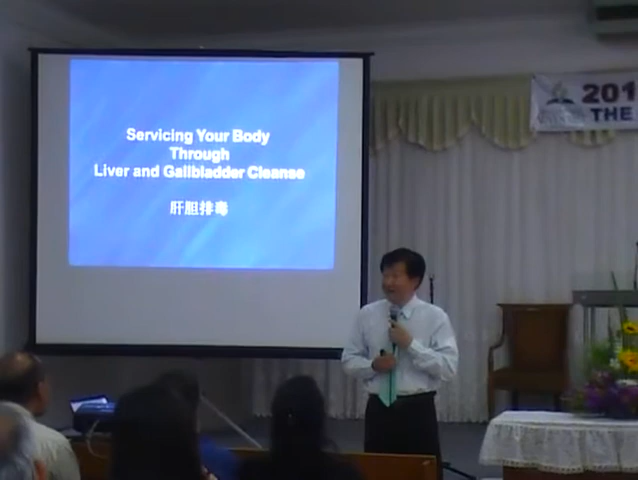 Servicing Your Body
Through
Liver and Gallbladder Cleanse
肝胆排毒
201
THE